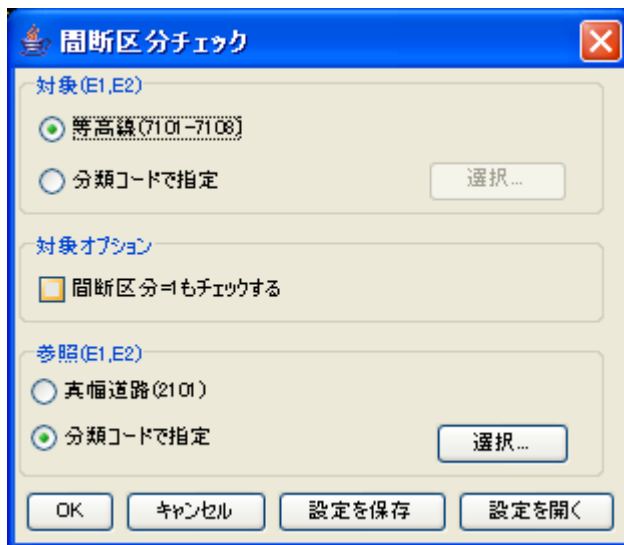 間断区分チェック
対象(E1,E2)
等高線(7101-7108)
分類コードで指定
選択...
対象オプション
間断区分=1もチェックする
参照(E1,E2)
真幅道路(2101)
分類コードで指定
選択...
OK キャンセル 設定を保存 設定を開く